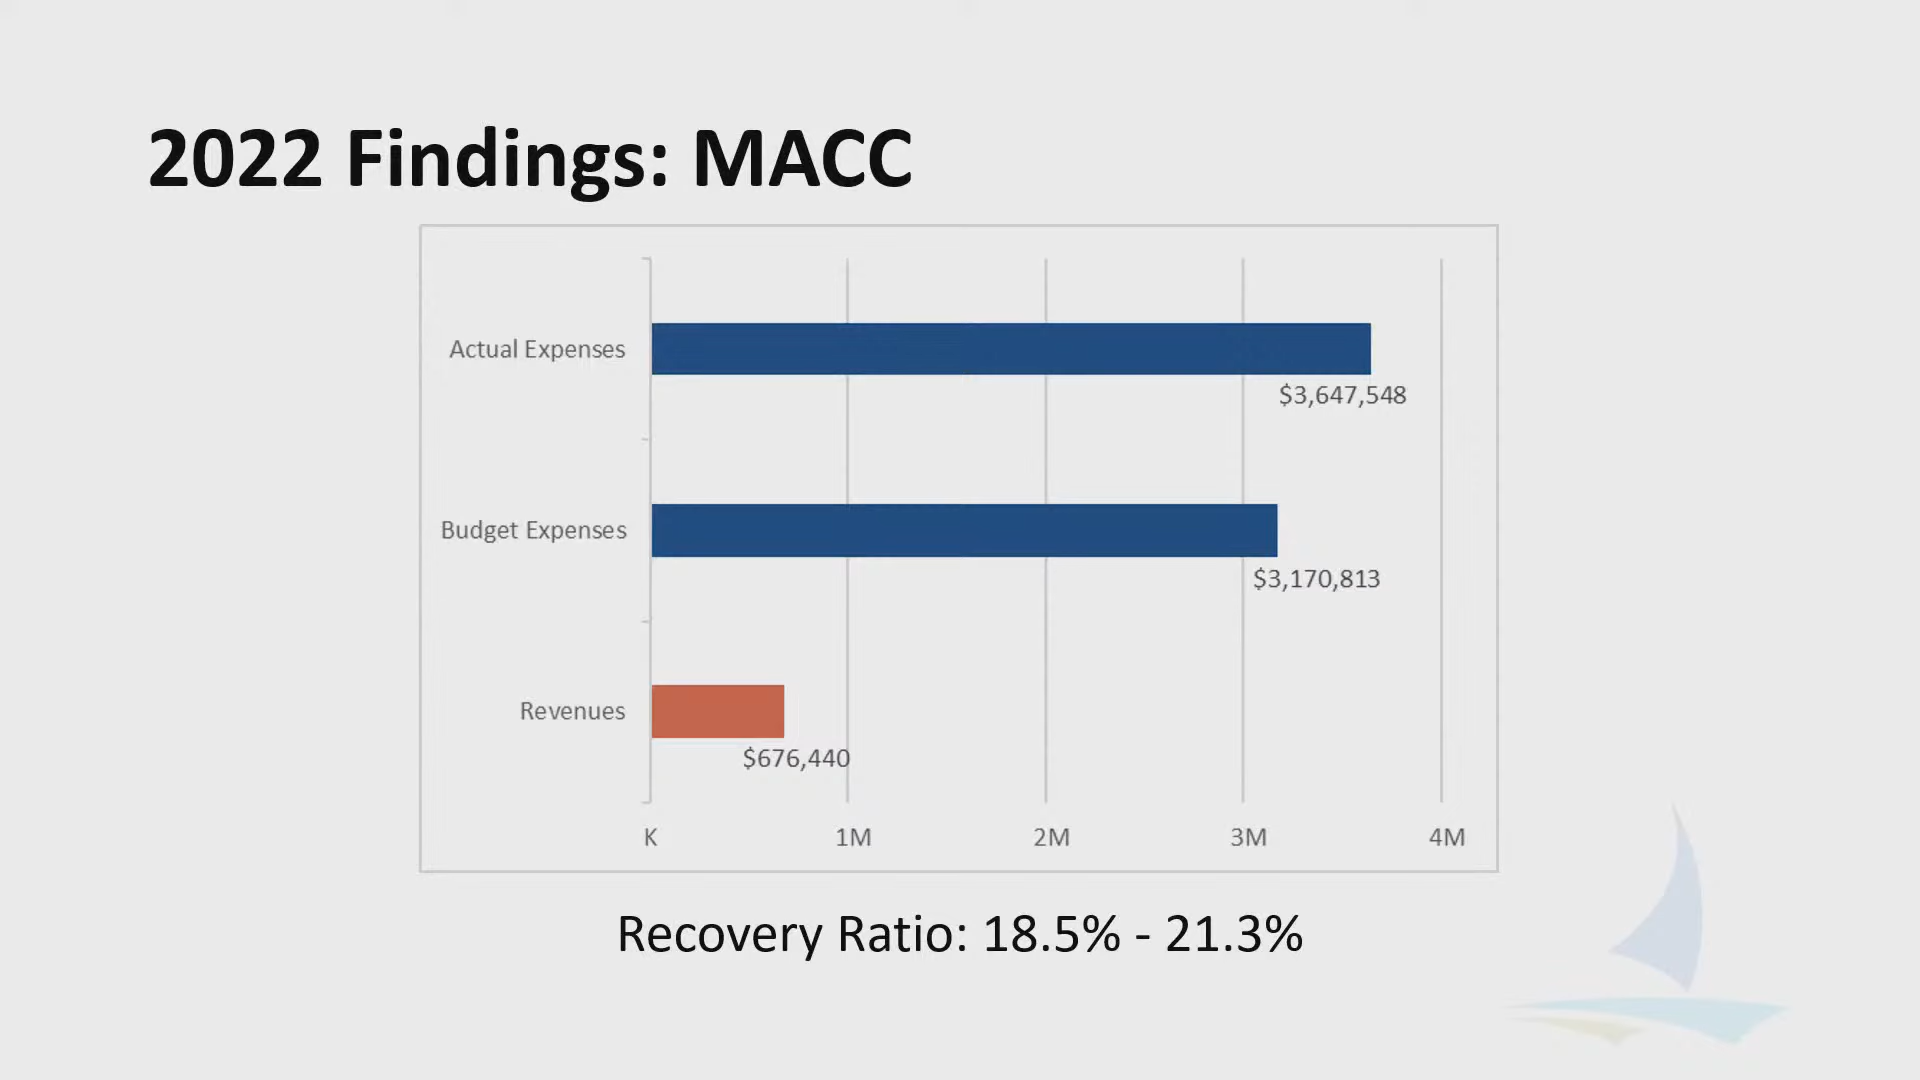 2022 Findings: MACC
Actual Expenses
$3,647,548
Budget Expenses
$3,170,813
Revenues
$676,440
K 1M 2M 3M 4M
Recovery Ratio: 18.5% - 21.3%